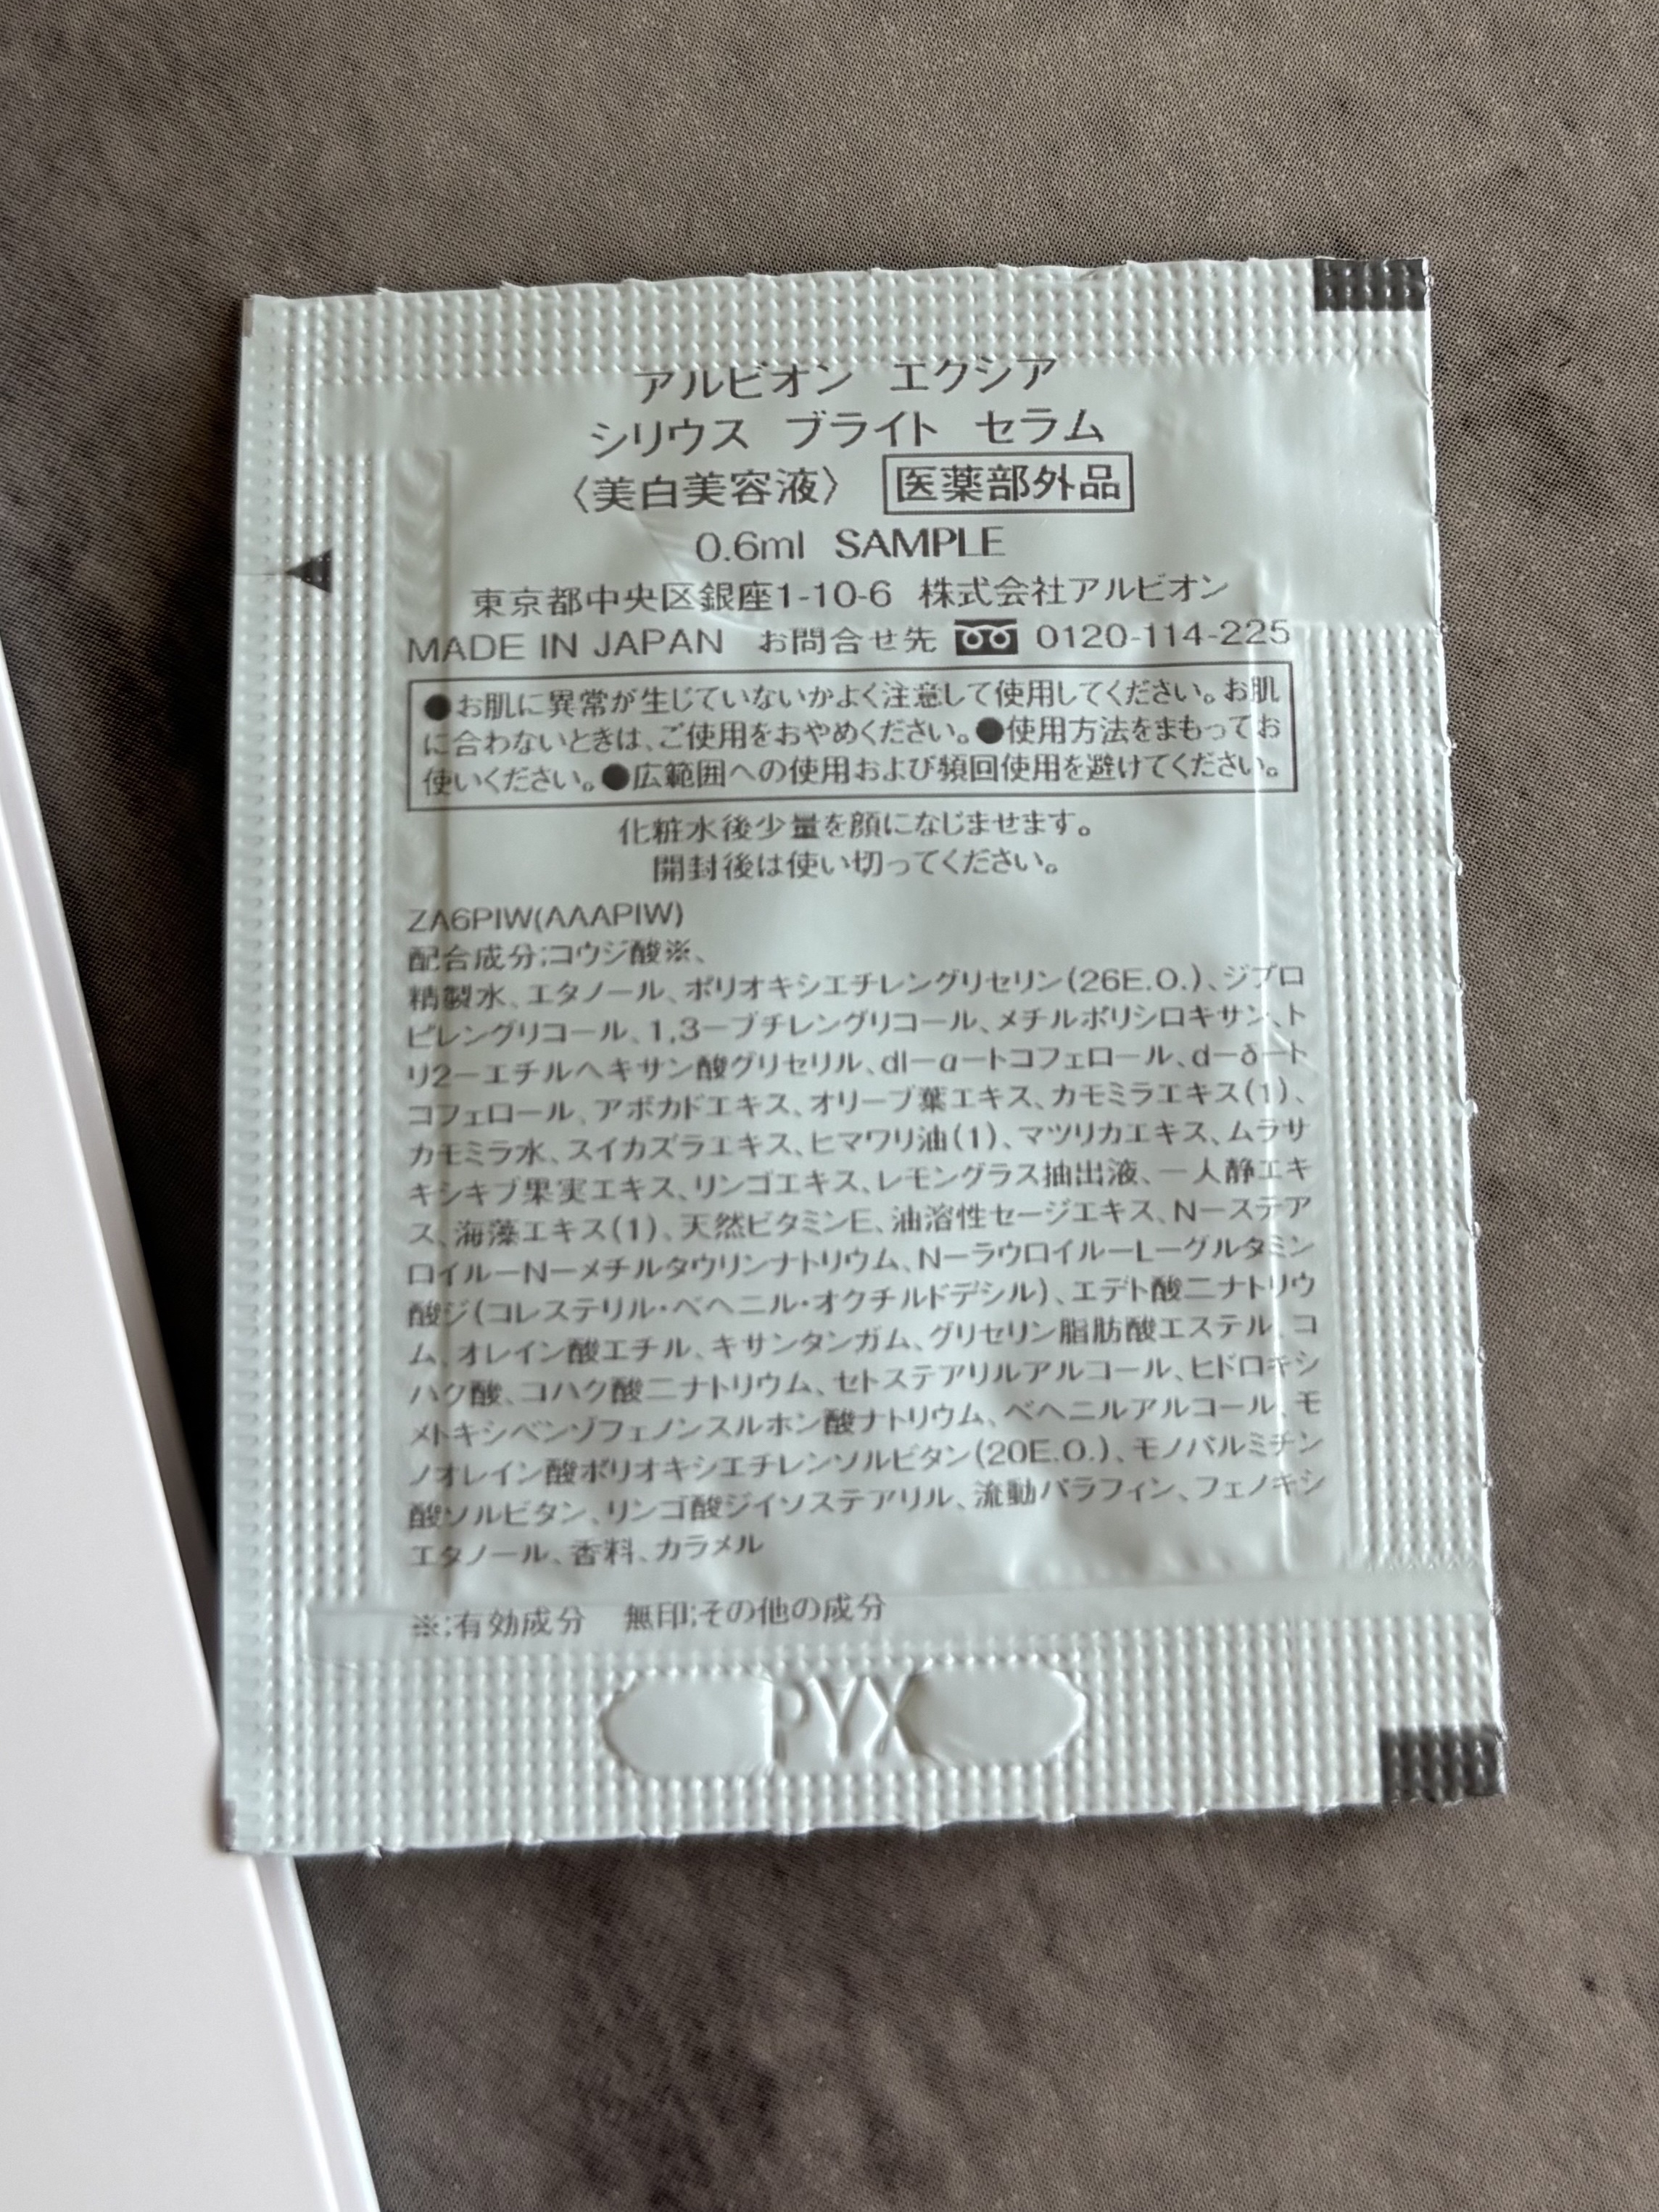 アルビオン エクシア
シリウス ブライト セラム
〈美白美容液〉 医薬部外品
0.6ml SAMPLE
東京都中央区銀座1-10-6 株式会社アルビオン
MADE IN JAPAN お問合せ先 0120-114-225
●お肌に異常が生じていないかよく注意して使用してください。お肌
に合わないときは、ご使用をおやめください。●使用方法をまもってお
使いください。●広範囲への使用および頻回使用を避けてください。
化粧水後少量を顔になじませます。
開封後は使い切ってください。
ZA6PIW(AAAPIW)
配合成分;コウジ酸※、
精製水、エタノール、ポリオキシエチレングリセリン(26E.O.)、ジプロ
ピレングリコール、1,3－ブチレングリコール、メチルポリシロキサン、ト
リ2－エチルヘキサン酸グリセリル、dl－α－トコフェロール、d－δ－ト
コフェロール、アボカドエキス、オリーブ葉エキス、カモミラエキス(1)、
カモミラ水、スイカズラエキス、ヒマワリ油(1)、マツリカエキス、ムラサ
キシキブ果実エキス、リンゴエキス、レモングラス抽出液、一人静エキ
ス、海藻エキス(1)、天然ビタミンE、油溶性セージエキス、N－ステア
ロイル－N－メチルタウリンナトリウム、N－ラウロイル－L－グルタミン
酸ジ(コレステリル・ベヘニル・オクチルドデシル)、エデト酸二ナトリウ
ム、オレイン酸エチル、キサンタンガム、グリセリン脂肪酸エステル、コ
ハク酸、コハク酸二ナトリウム、セトステアリルアルコール、ヒドロキシ
メトキシベンゾフェノンスルホン酸ナトリウム、ベヘニルアルコール、モ
ノオレイン酸ポリオキシエチレンソルビタン(20E.O.)、モノパルミチン
酸ソルビタン、リンゴ酸ジイソステアリル、流動パラフィン、フェノキシ
エタノール、香料、カラメル
※;有効成分 無印;その他の成分
PYX